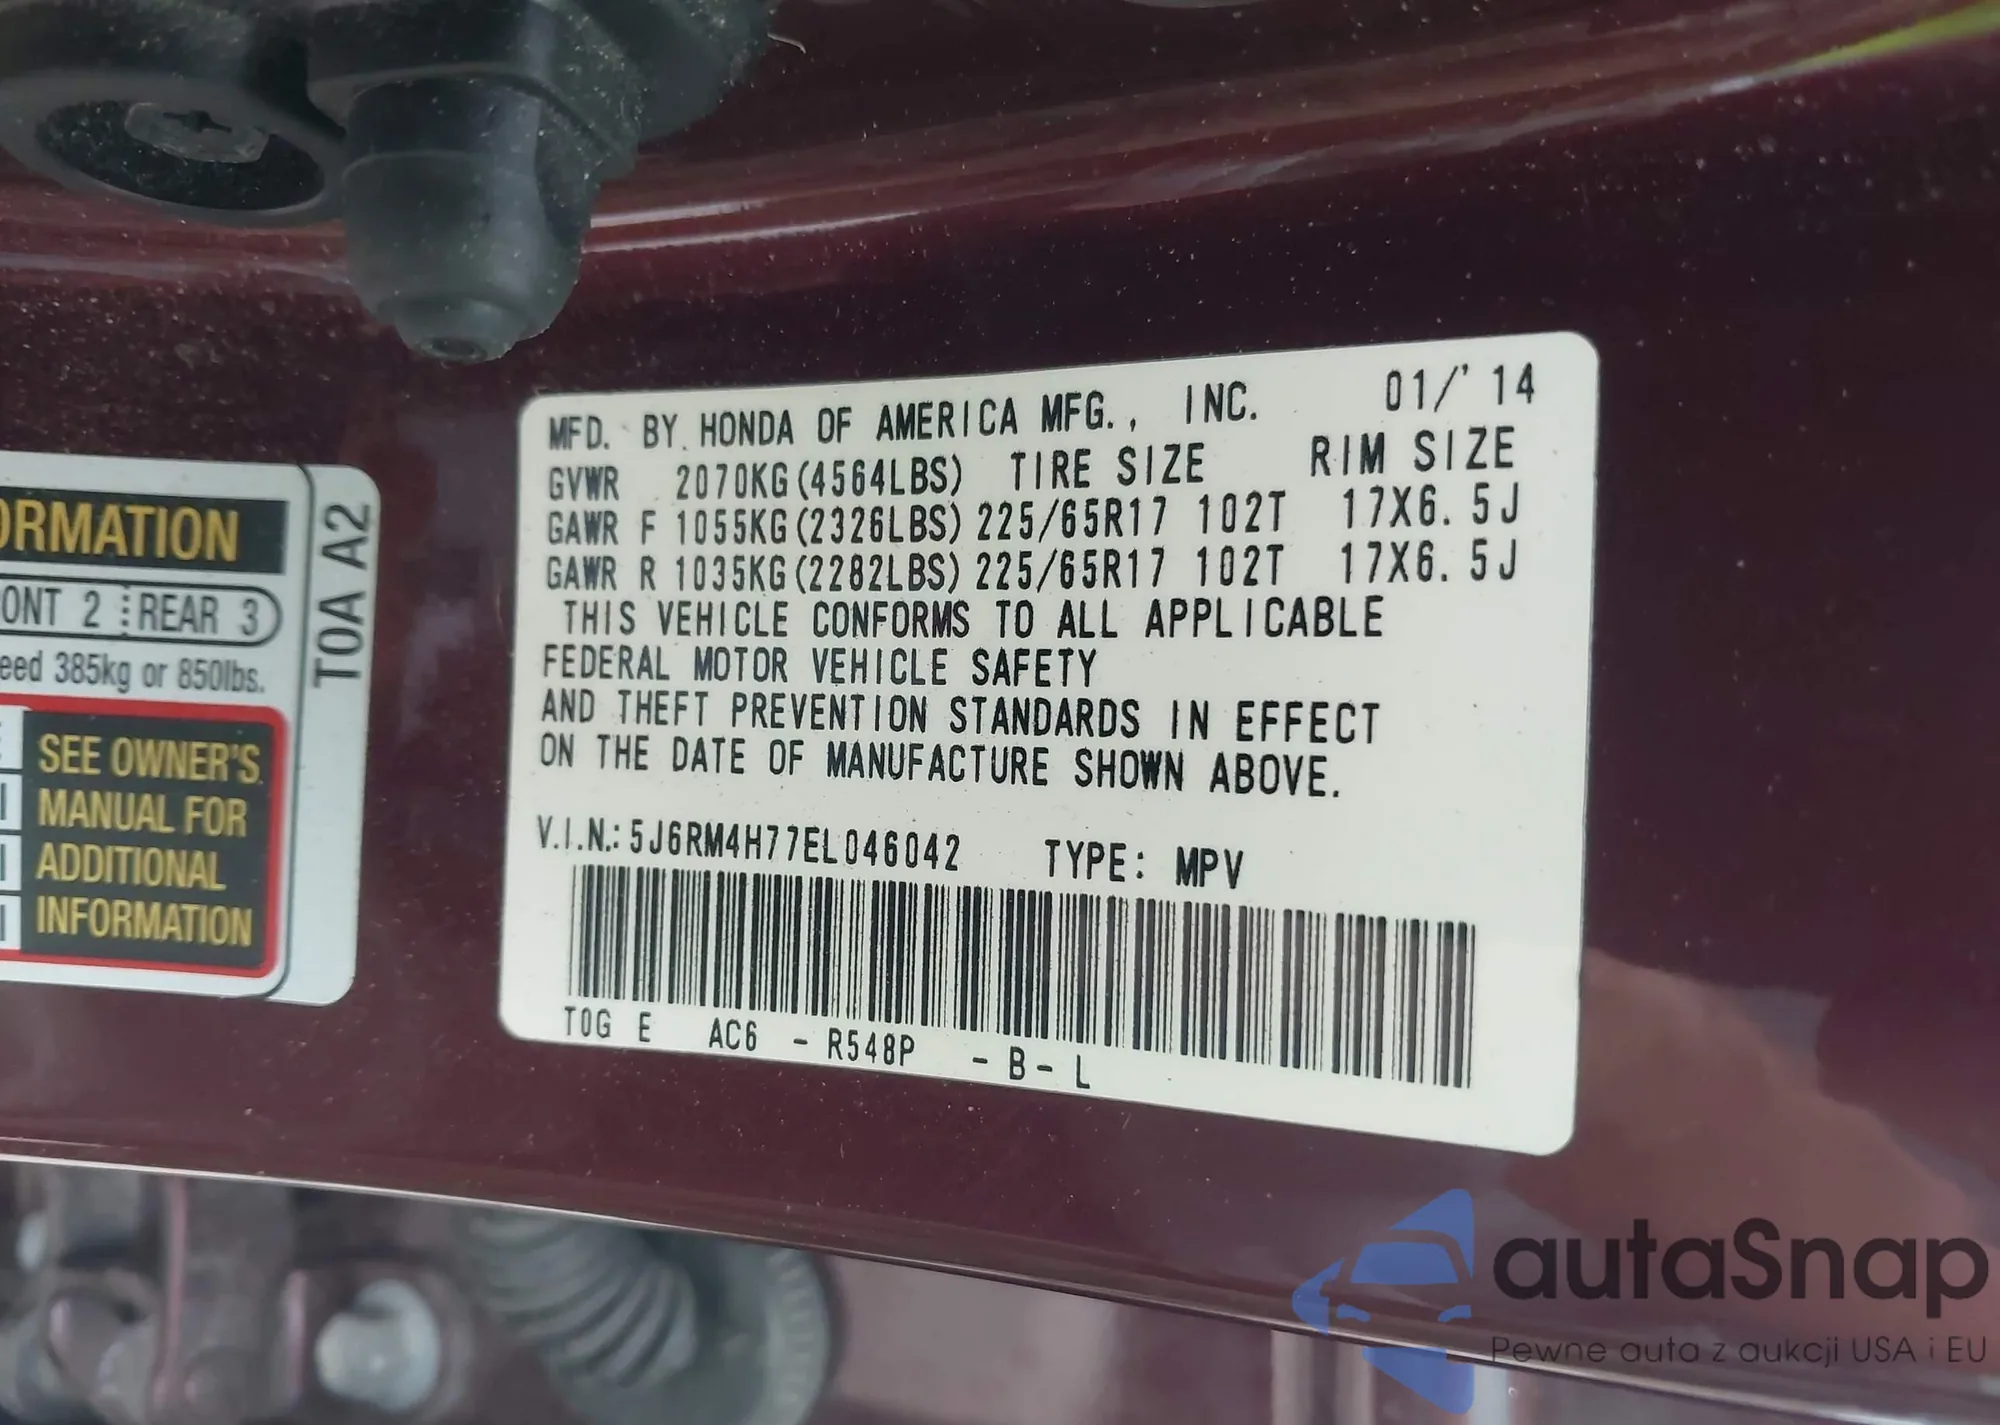 ORMATION
ONT 2 REAR 3
eed 385kg or 850lbs.
SEE OWNER'S
MANUAL FOR
ADDITIONAL
INFORMATION
T0A A2
MFD. BY HONDA OF AMERICA MFG., INC. 01/'14
GVWR 2070KG(4564LBS) TIRE SIZE RIM SIZE
GAWR F 1055KG(2326LBS) 225/65R17 102T 17X6.5J
GAWR R 1035KG(2282LBS) 225/65R17 102T 17X6.5J
THIS VEHICLE CONFORMS TO ALL APPLICABLE
FEDERAL MOTOR VEHICLE SAFETY
AND THEFT PREVENTION STANDARDS IN EFFECT
ON THE DATE OF MANUFACTURE SHOWN ABOVE.
V.I.N.: 5J6RM4H77EL046042 TYPE: MPV
T0G E AC6 - R548P - B - L
autaSnap
Pewne auta z aukcji USA i EU